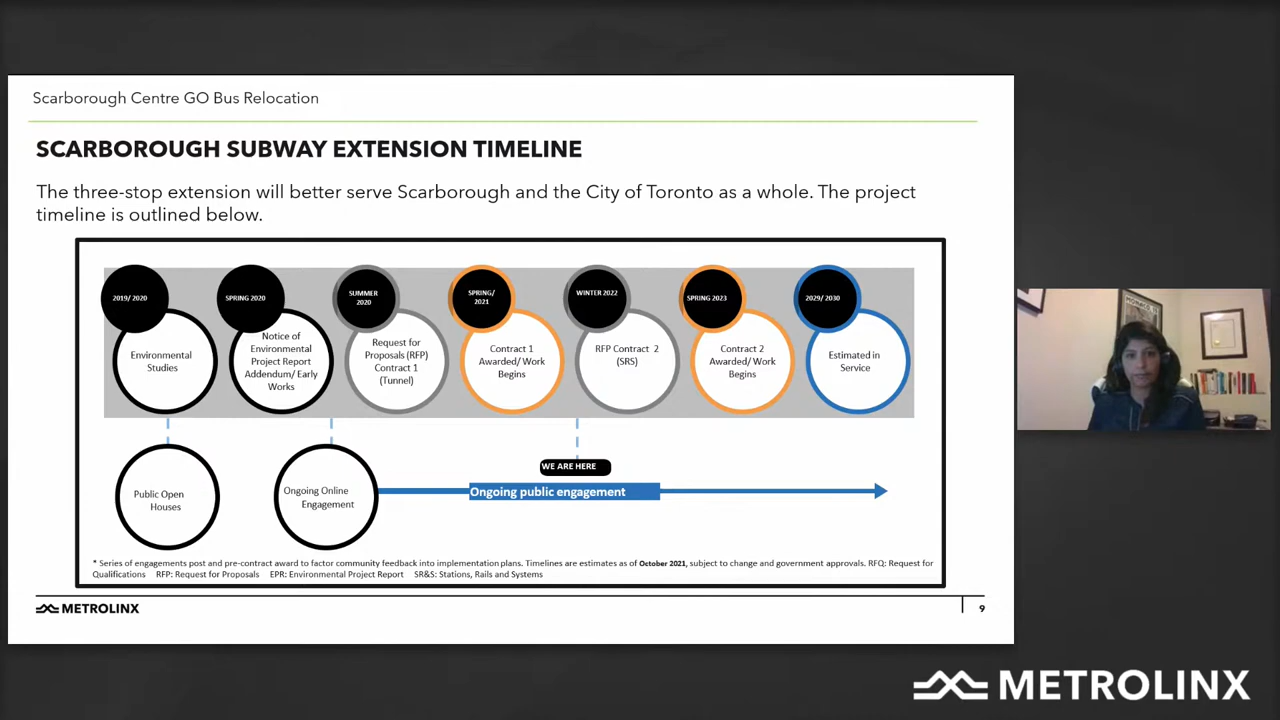 Scarborough Centre GO Bus Relocation
SCARBOROUGH SUBWAY EXTENSION TIMELINE
The three-stop extension will better serve Scarborough and the City of Toronto as a whole. The project
timeline is outlined below.
2019/ 2020
Environmental
Studies
SPRING 2020
Notice of
Environmental
Project Report
Addendum/ Early
Works
SUMMER
2020
Request for
Proposals (RFP)
Contract 1
(Tunnel)
SPRING/
2021
Contract 1
Awarded/ Work
Begins
WINTER 2022
RFP Contract 2
(SRS)
SPRING 2023
Contract 2
Awarded/ Work
Begins
2029/ 2030
Estimated in
Service
Public Open
Houses
Ongoing Online
Engagement
WE ARE HERE
Ongoing public engagement
* Series of engagements post and pre-contract award to factor community feedback into implementation plans. Timelines are estimates as of October 2021, subject to change and government approvals. RFQ: Request for
Qualifications RFP: Request for Proposals EPR: Environmental Project Report SR&S: Stations, Rails and Systems
METROLINX
9
METROLINX